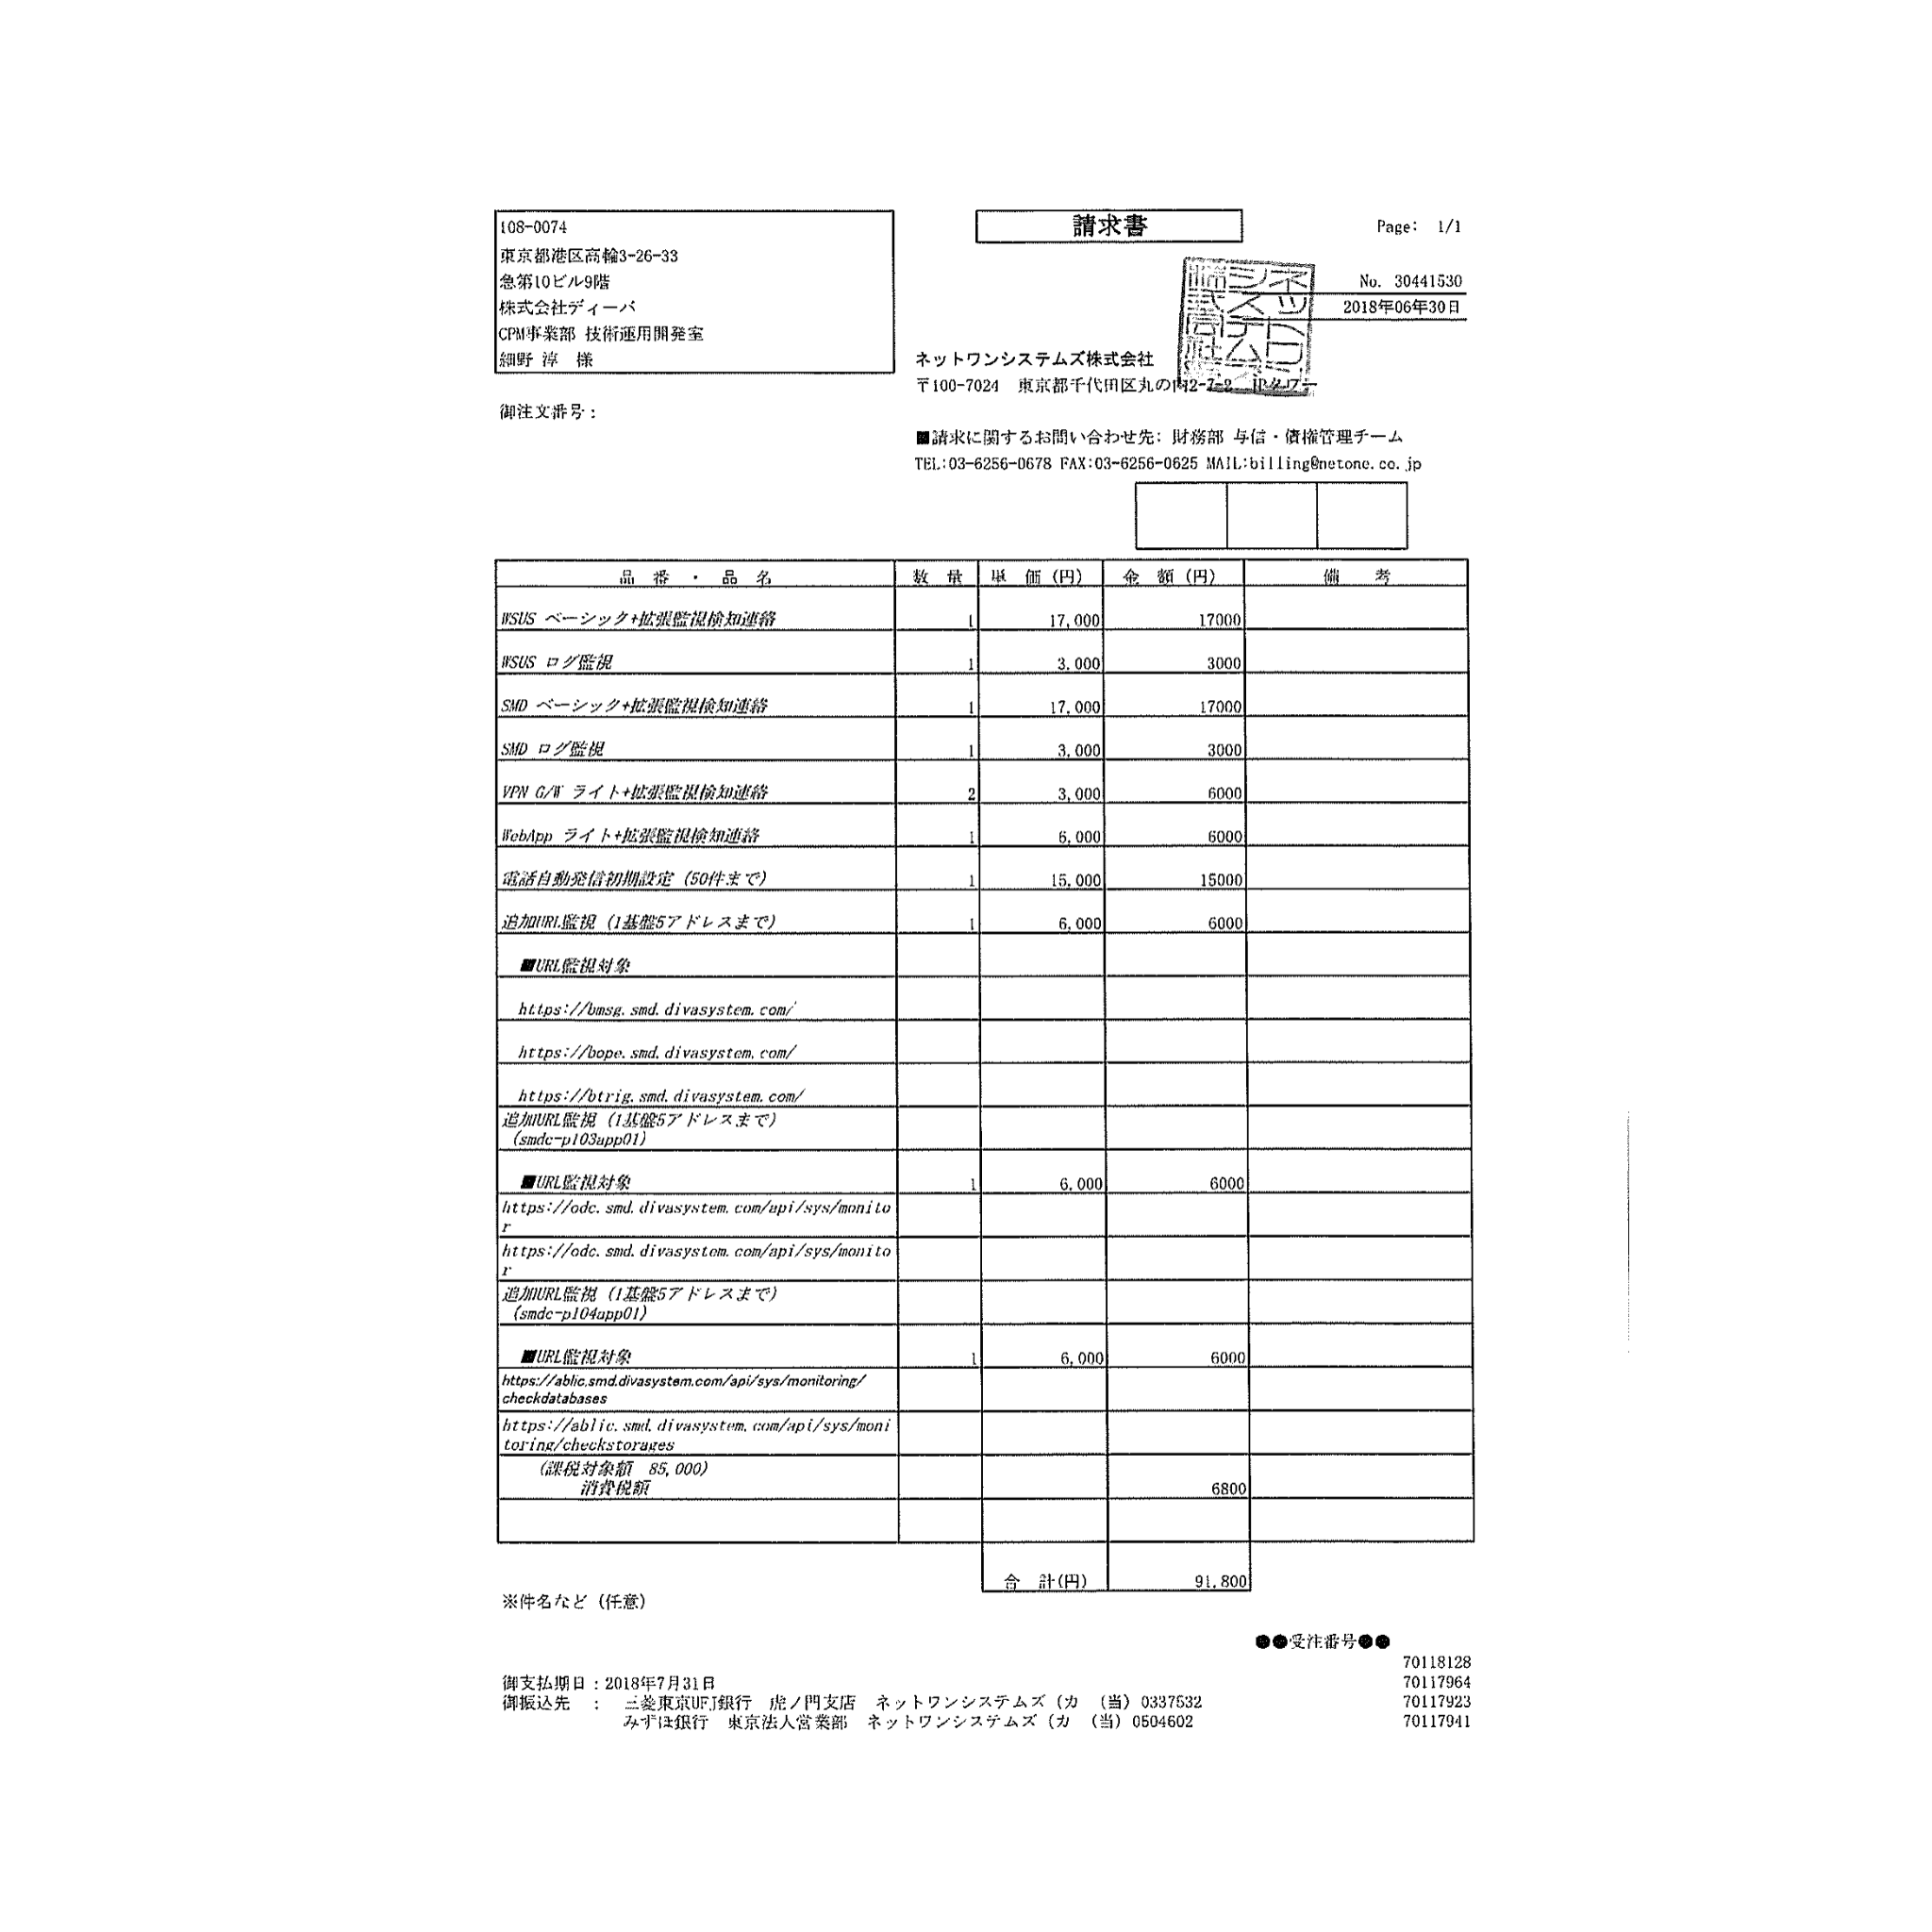 108-0074
東京都港区高輪3-26-33
急第10ビル9階
株式会社ディーバ
CPM事業部 技術運用開発室
細野 淳 様
御注文番号：
請求書
Page: 1/1
No. 30441530
2018年06年30日
ネットワンシステムズ株式会社
〒100-7024 東京都千代田区丸の内2-7-2 JPタワー
■請求に関するお問い合わせ先：財務部 与信・債権管理チーム
TEL:03-6256-0678 FAX:03-6256-0625 MAIL:billing@netone.co.jp
品 番 ・ 品 名 数 量 単 価（円） 金 額（円） 備 考
WSUS ベーシック+拡張監視検知連絡 1 17,000 17000
WSUS ログ監視 1 3,000 3000
SMD ベーシック+拡張監視検知連絡 1 17,000 17000
SMD ログ監視 1 3,000 3000
VPN G/W ライト+拡張監視検知連絡 2 3,000 6000
WebApp ライト+拡張監視検知連絡 1 6,000 6000
電話自動発信初期設定（50件まで） 1 15,000 15000
追加URL監視（1基盤5アドレスまで） 1 6,000 6000
■URL監視対象
https://bmsg.smd.divasystem.com/
https://bope.smd.divasystem.com/
https://btrig.smd.divasystem.com/
追加URL監視（1基盤5アドレスまで）
(smdc-p103app01)
■URL監視対象 1 6,000 6000
https://odc.smd.divasystem.com/api/sys/monito
r
https://odc.smd.divasystem.com/api/sys/monito
r
追加URL監視（1基盤5アドレスまで）
(smdc-p104app01)
■URL監視対象 1 6,000 6000
https://ablic.smd.divasystem.com/api/sys/monitoring/
checkdatabases
https://ablic.smd.divasystem.com/api/sys/moni
toring/checkstorages
（課税対象額 85,000）
消費税額 6800
合 計(円) 91,800
※件名など（任意）
●●受注番号●●
70118128
70117964
70117923
70117941
御支払期日：2018年7月31日
御振込先 ： 三菱東京UFJ銀行 虎ノ門支店 ネットワンシステムズ（カ （当）0337532
みずほ銀行 東京法人営業部 ネットワンシステムズ（カ （当）0504602